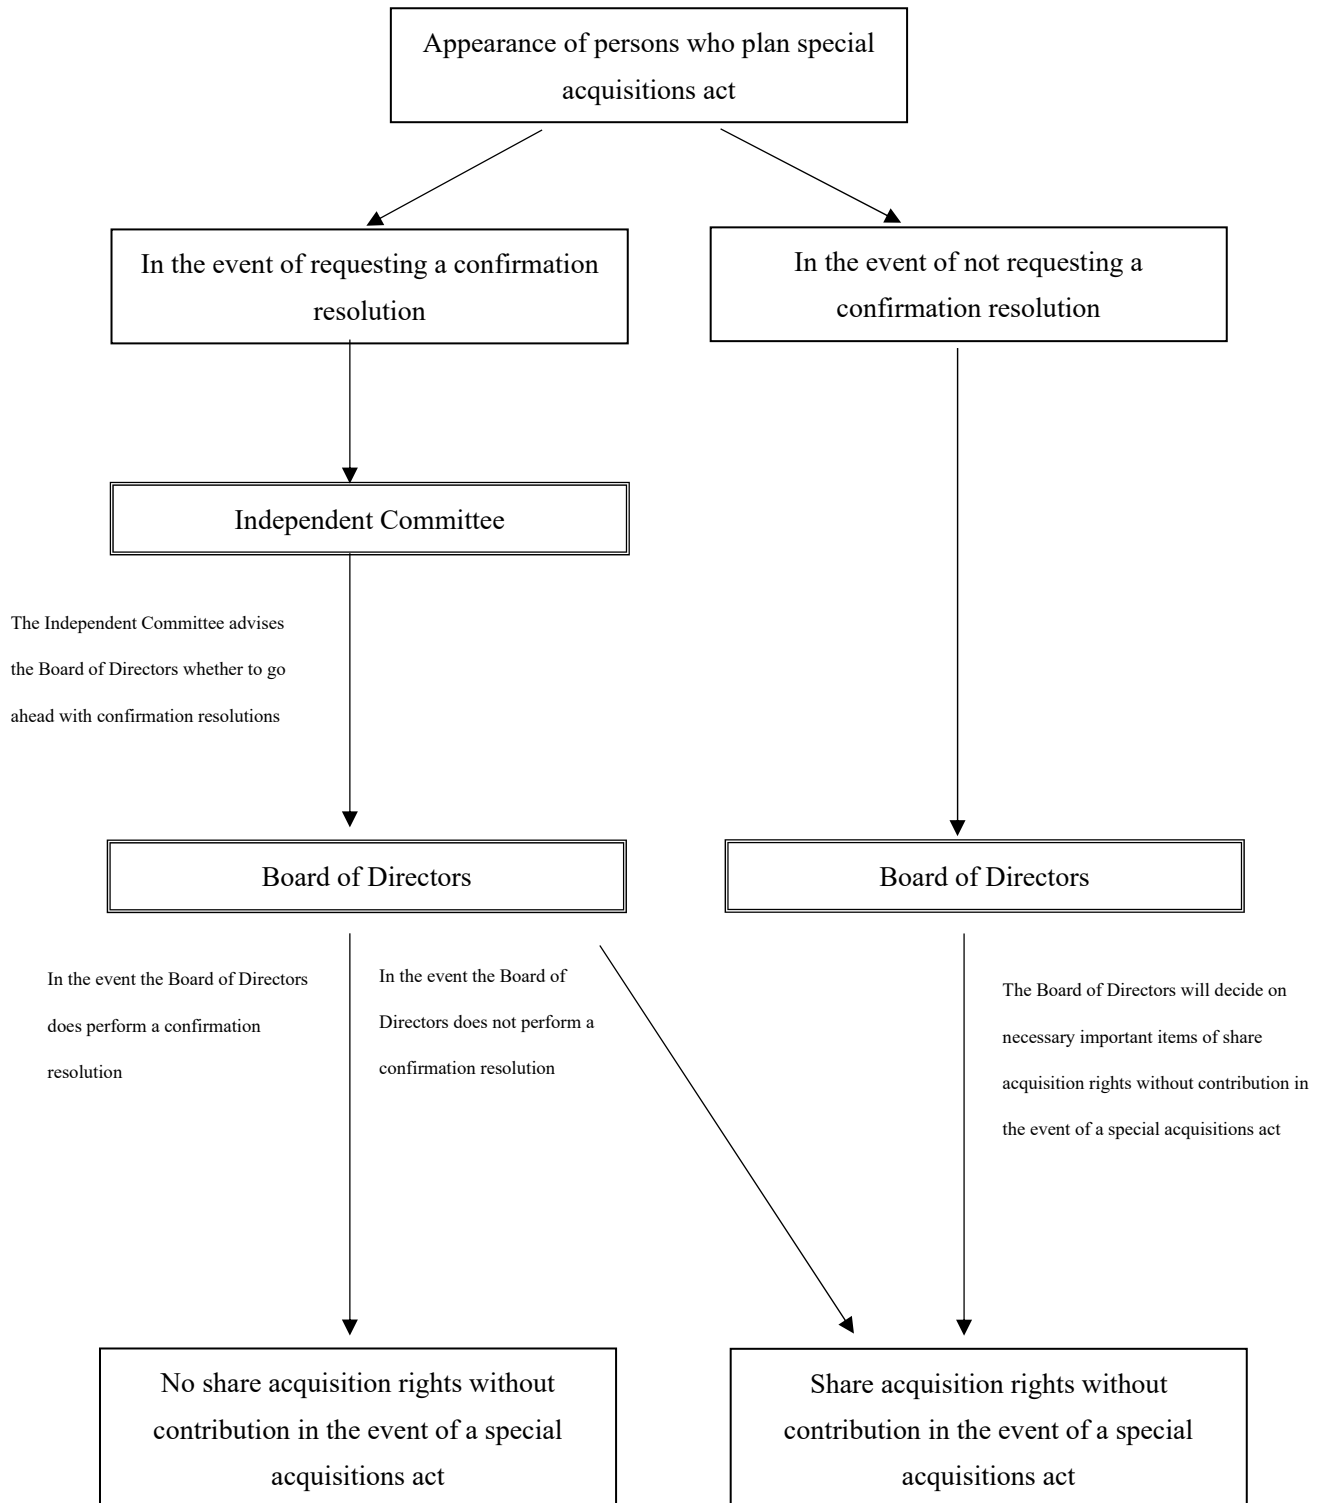 Appearance of persons who plan special
acquisitions act
In the event of requesting a confirmation
resolution
In the event of not requesting a
confirmation resolution
Independent Committee
The Independent Committee advises
the Board of Directors whether to go
ahead with confirmation resolutions
Board of Directors
Board of Directors
In the event the Board of Directors
does perform a confirmation
resolution
In the event the Board of
Directors does not perform a
confirmation resolution
The Board of Directors will decide on
necessary important items of share
acquisition rights without contribution in
the event of a special acquisitions act
No share acquisition rights without
contribution in the event of a special
acquisitions act
Share acquisition rights without
contribution in the event of a special
acquisitions act